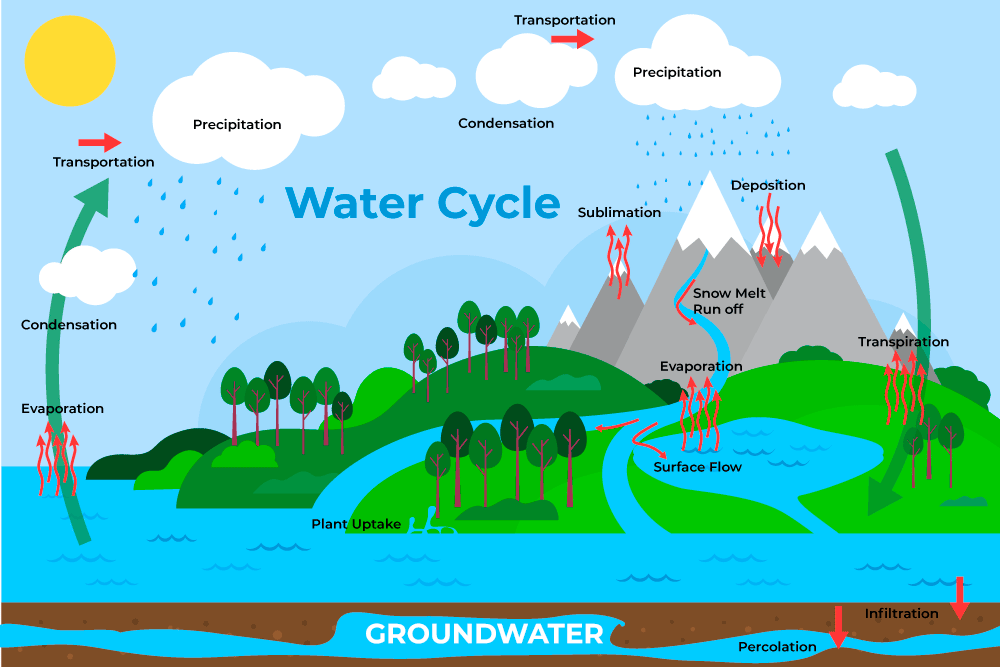 Transportation
Precipitation
Precipitation
Condensation
Transportation
Deposition
Water Cycle
Sublimation
Snow Melt
Run off
Condensation
Transpiration
Evaporation
Evaporation
Surface Flow
Plant Uptake
Infiltration
GROUNDWATER
Percolation